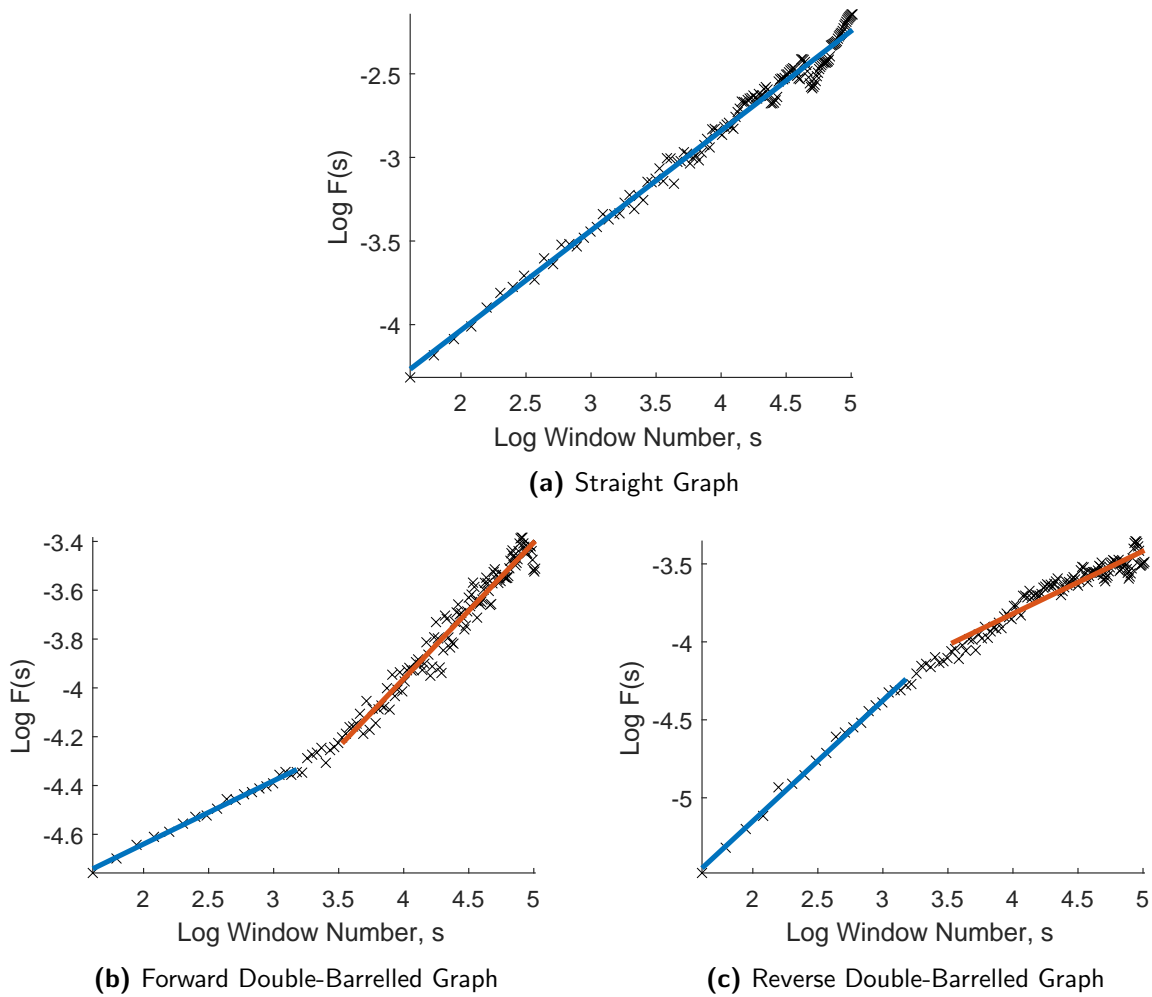 -2.5
-3
-3.5
-4
Log F(s)
2 2.5 3 3.5 4 4.5 5
Log Window Number, s
(a) Straight Graph
-3.4
-3.6
-3.8
-4
-4.2
-4.4
-4.6
Log F(s)
2 2.5 3 3.5 4 4.5 5
Log Window Number, s
(b) Forward Double-Barrelled Graph
-3.5
-4
-4.5
-5
Log F(s)
2 2.5 3 3.5 4 4.5 5
Log Window Number, s
(c) Reverse Double-Barrelled Graph